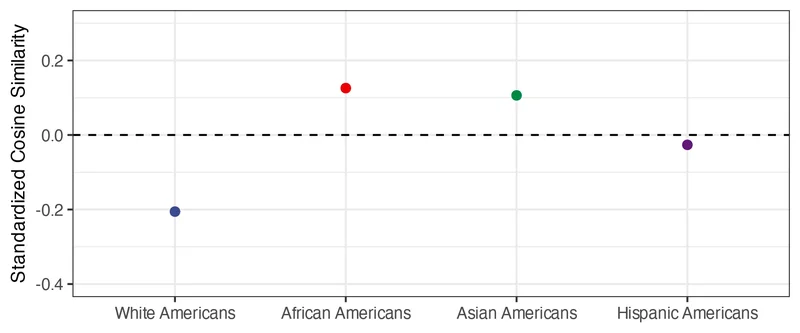 Standardized Cosine Similarity
0.2
0.0
-0.2
-0.4
White Americans
African Americans
Asian Americans
Hispanic Americans